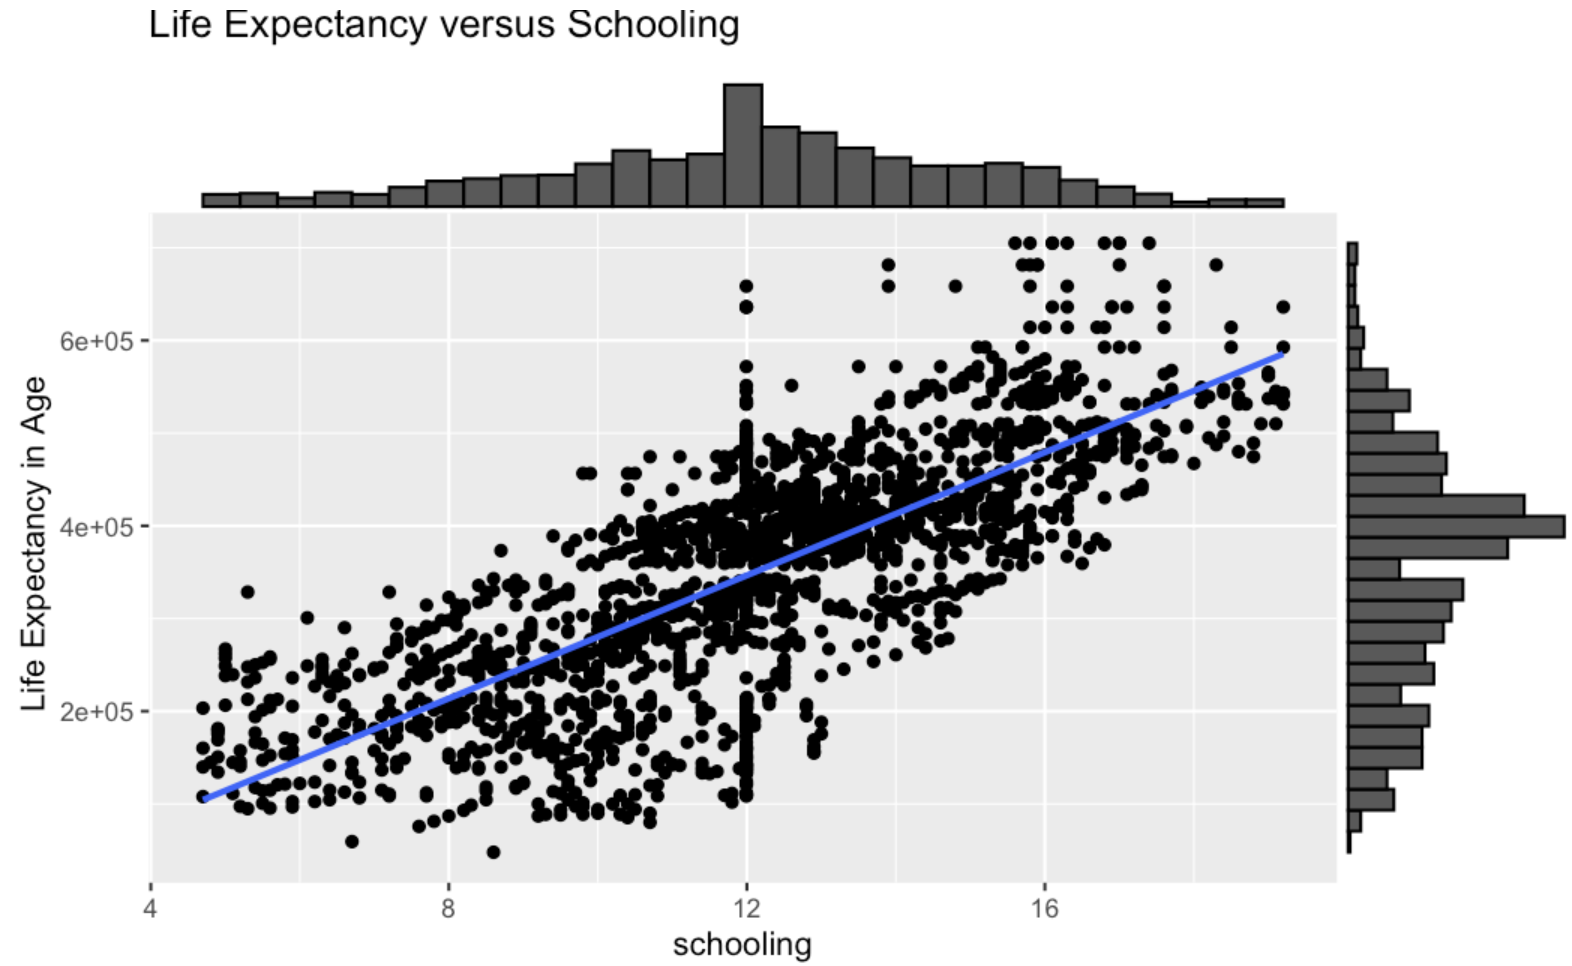 Life Expectancy versus Schooling
6e+05
4e+05
2e+05
Life Expectancy in Age
4 8 12 16
schooling